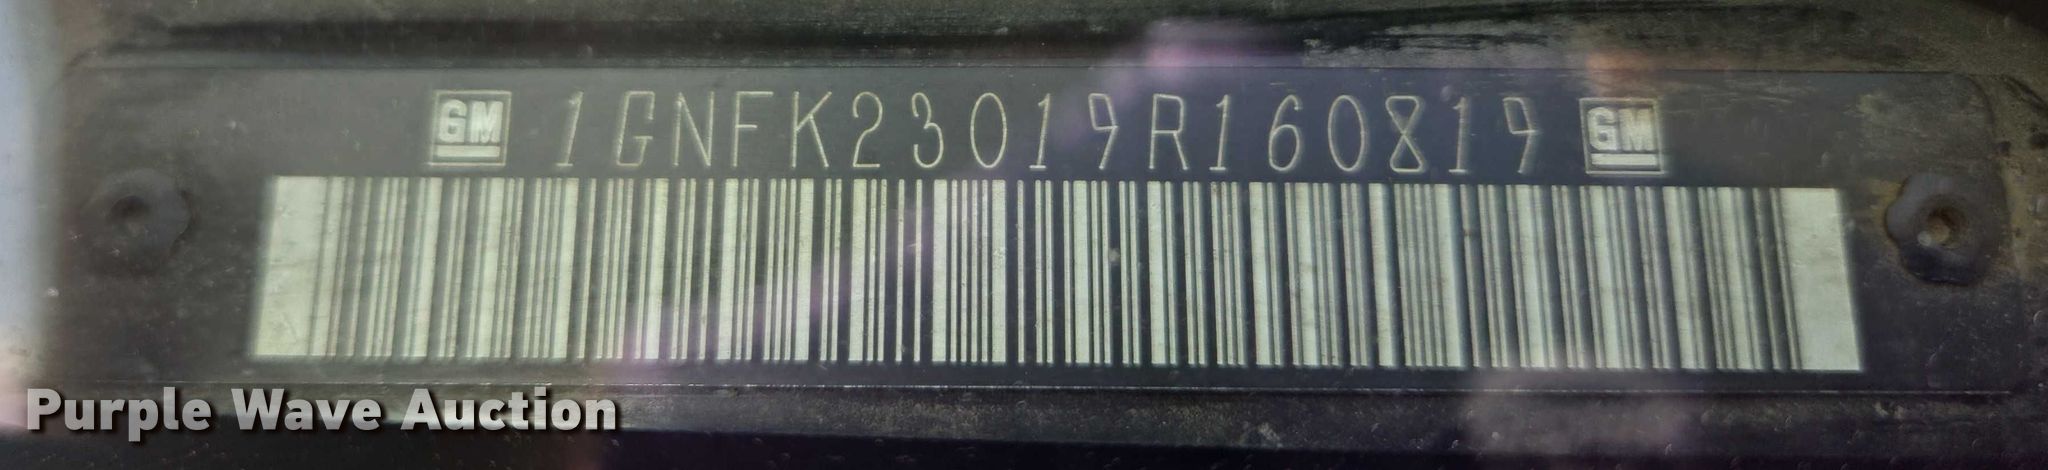 GM 1GNFK23019R160819 GM
Purple Wave Auction